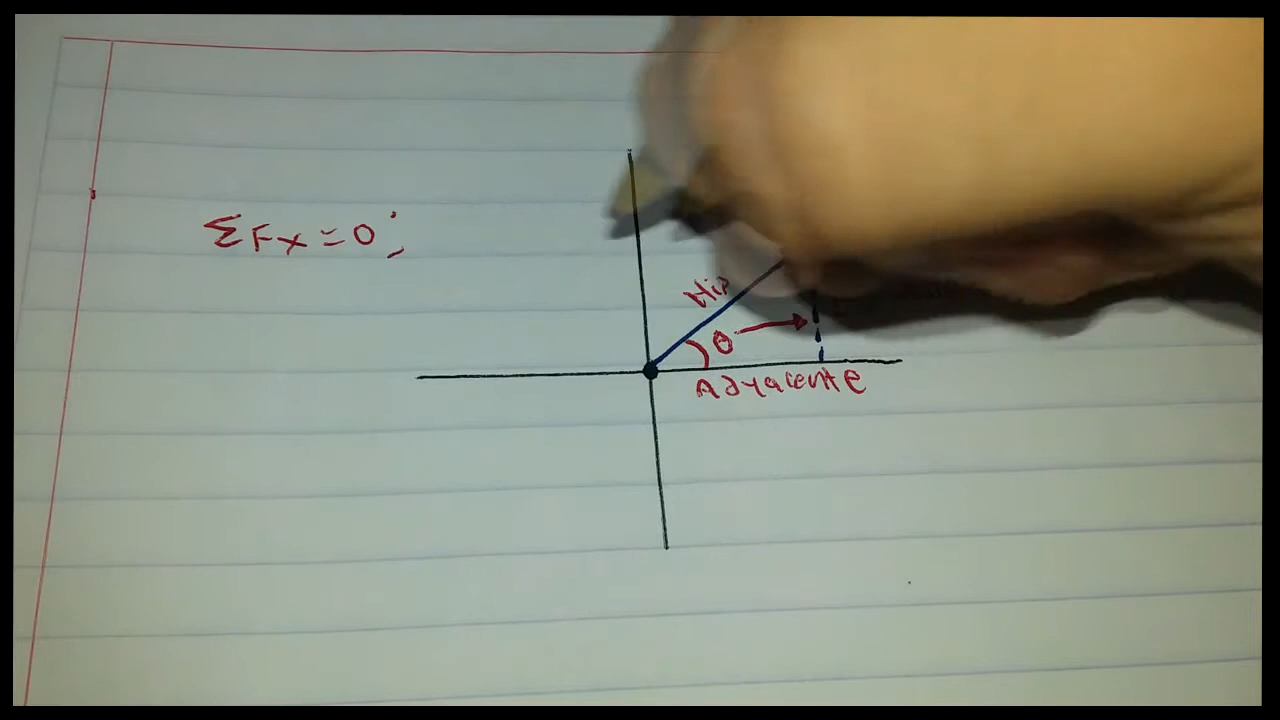 ΣFx=0;
Hip
θ
Adyacente